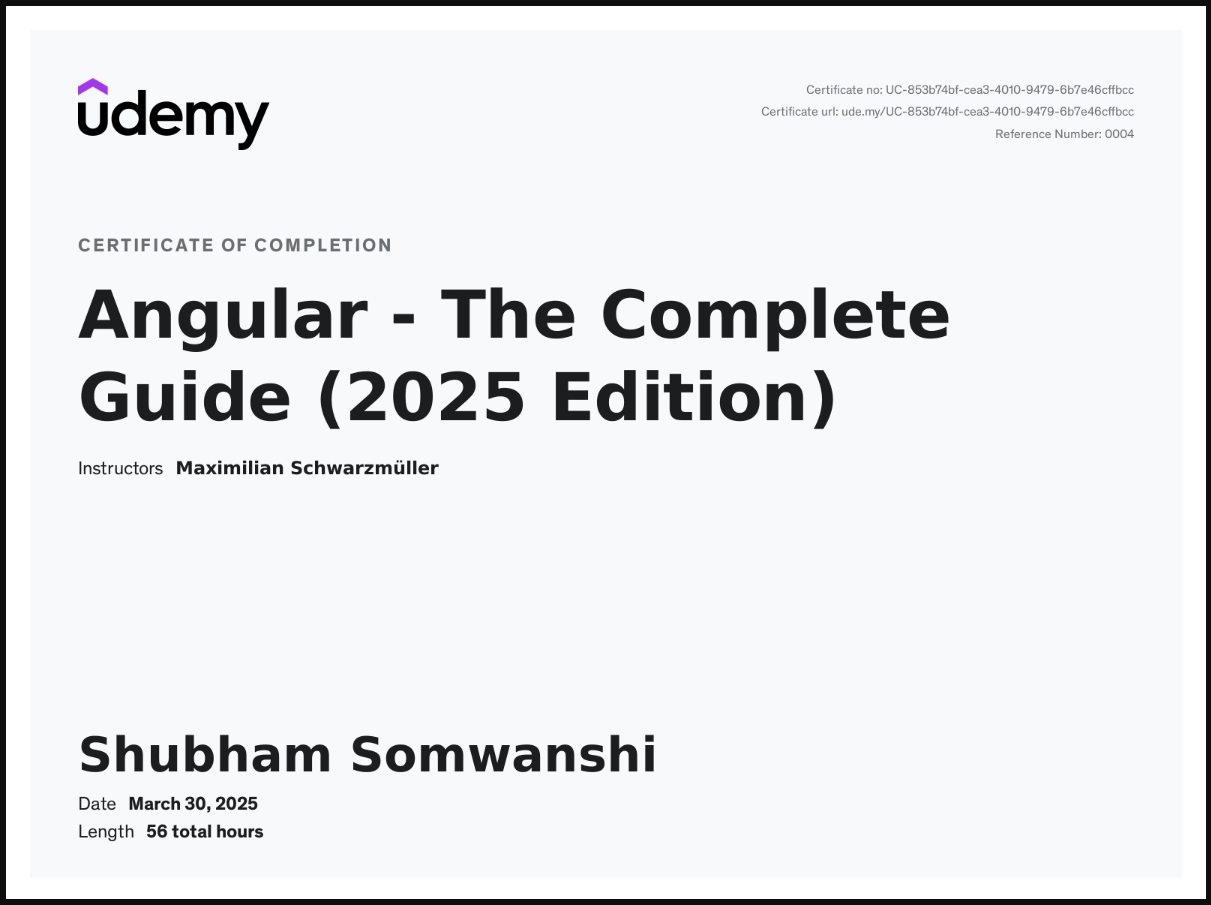 udemy
Certificate no: UC-853b74bf-cea3-4010-9479-6b7e46cffbcc
Certificate url: ude.my/UC-853b74bf-cea3-4010-9479-6b7e46cffbcc
Reference Number: 0004
CERTIFICATE OF COMPLETION
Angular - The Complete
Guide (2025 Edition)
Instructors Maximilian Schwarzmüller
Shubham Somwanshi
Date March 30, 2025
Length 56 total hours